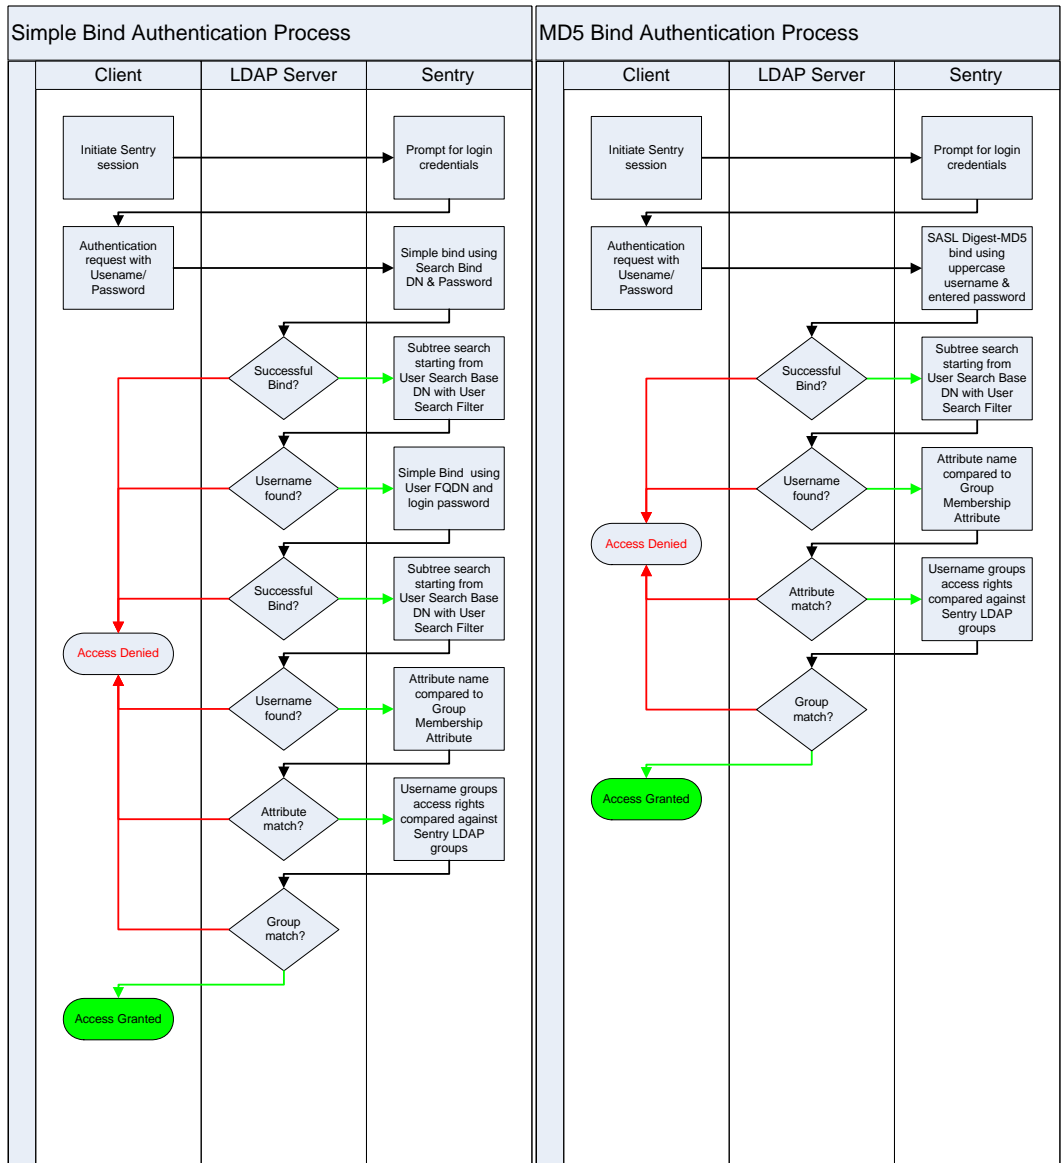 Simple Bind Authentication Process
Client
LDAP Server
Sentry
Initiate Sentry
session
Prompt for login
credentials
Authentication
request with
Usename/
Password
Simple bind using
Search Bind
DN & Password
Successful
Bind?
Subtree search
starting from
User Search Base
DN with User
Search Filter
Username
found?
Simple Bind  using
User FQDN and
login password
Successful
Bind?
Subtree search
starting from
User Search Base
DN with User
Search Filter
Access Denied
Username
found?
Attribute name
compared to
Group
Membership
Attribute
Attribute
match?
Username groups
access rights
compared against
Sentry LDAP
groups
Group
match?
Access Granted
MD5 Bind Authentication Process
Client
LDAP Server
Sentry
Initiate Sentry
session
Prompt for login
credentials
Authentication
request with
Usename/
Password
SASL Digest-MD5
bind using
uppercase
username &
entered password
Successful
Bind?
Subtree search
starting from
User Search Base
DN with User
Search Filter
Username
found?
Attribute name
compared to
Group
Membership
Attribute
Access Denied
Attribute
match?
Username groups
access rights
compared against
Sentry LDAP
groups
Group
match?
Access Granted